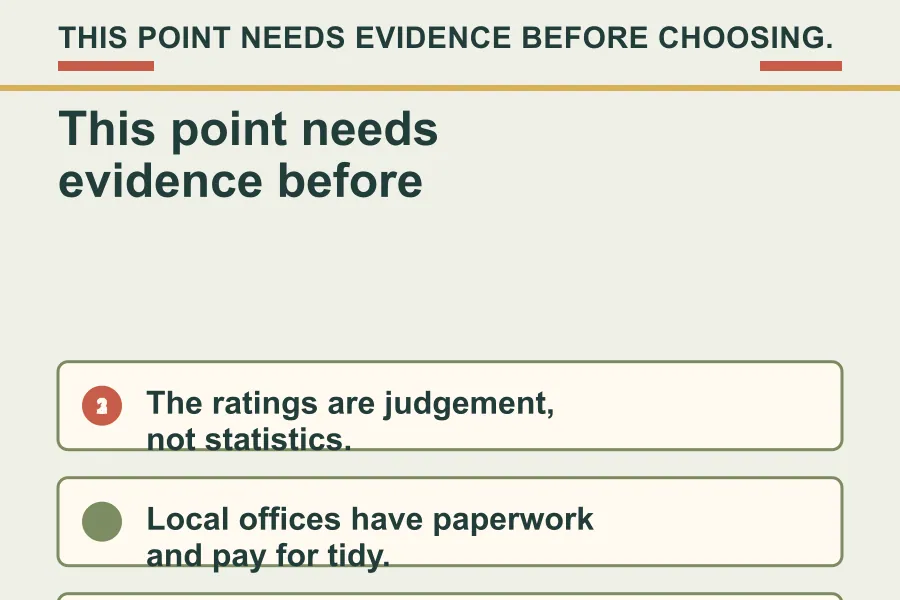 THIS POINT NEEDS EVIDENCE BEFORE CHOOSING.
This point needs
evidence before
The ratings are judgement,
not statistics.
Local offices have paperwork
and pay for tidy.